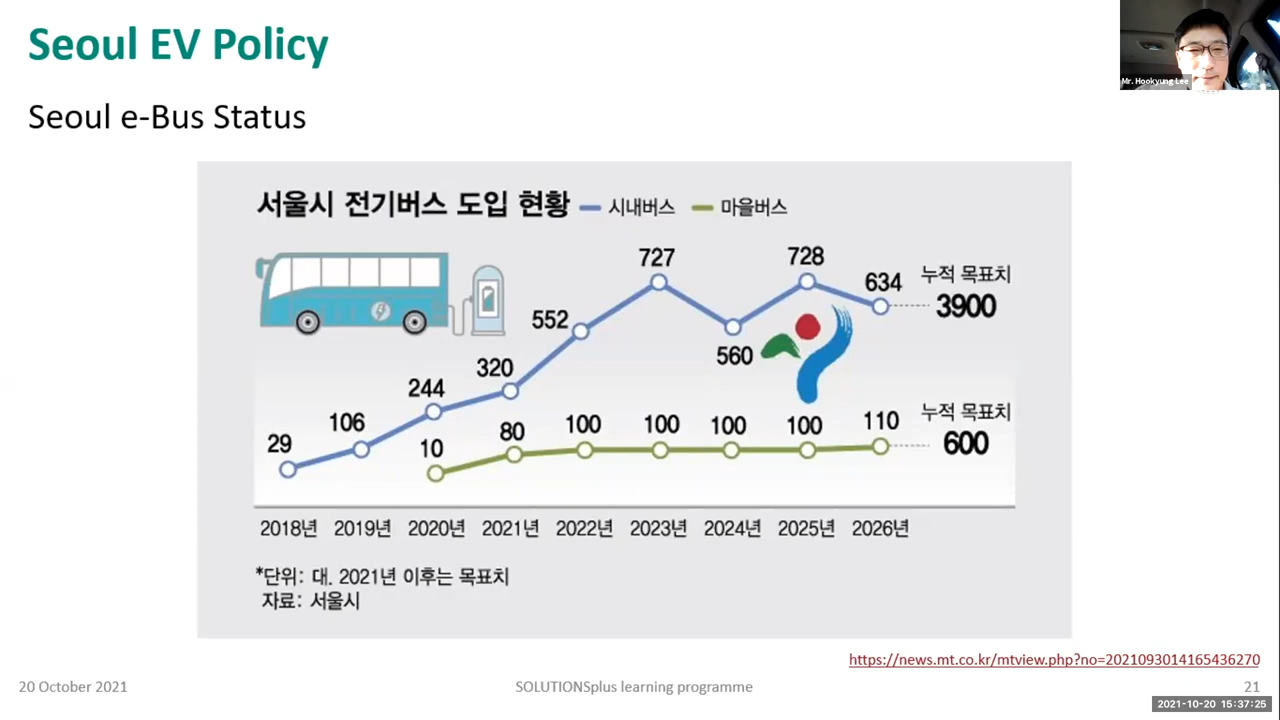 Seoul EV Policy
Mr. Hookyung Lee
Seoul e-Bus Status
서울시 전기버스 도입 현황 시내버스 마을버스
727
728
634
누적 목표치
3900
552
560
320
244
106
29
누적 목표치
600
10
80
100
100
100
100
110
2018년 2019년 2020년 2021년 2022년 2023년 2024년 2025년 2026년
*단위: 대. 2021년 이후는 목표치
자료: 서울시
https://news.mt.co.kr/mtview.php?no=2021093014165436270
20 October 2021
SOLUTIONSplus learning programme
21
2021-10-20 15:37:25